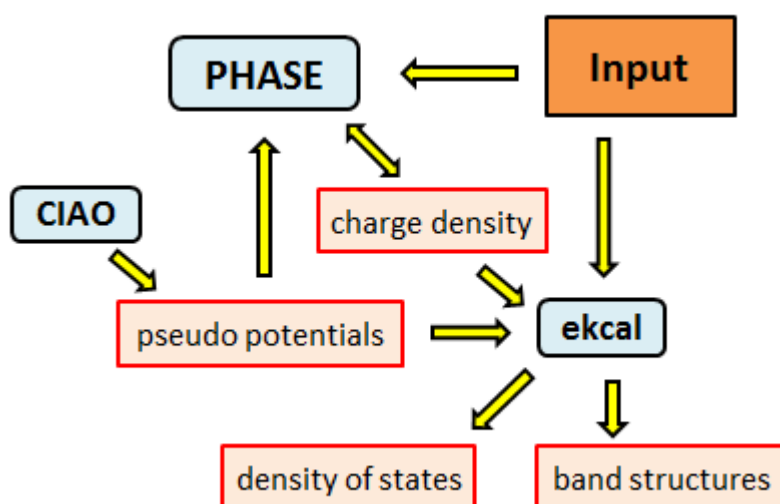 PHASE
Input
CIAO
charge density
pseudo potentials
ekcal
density of states
band structures